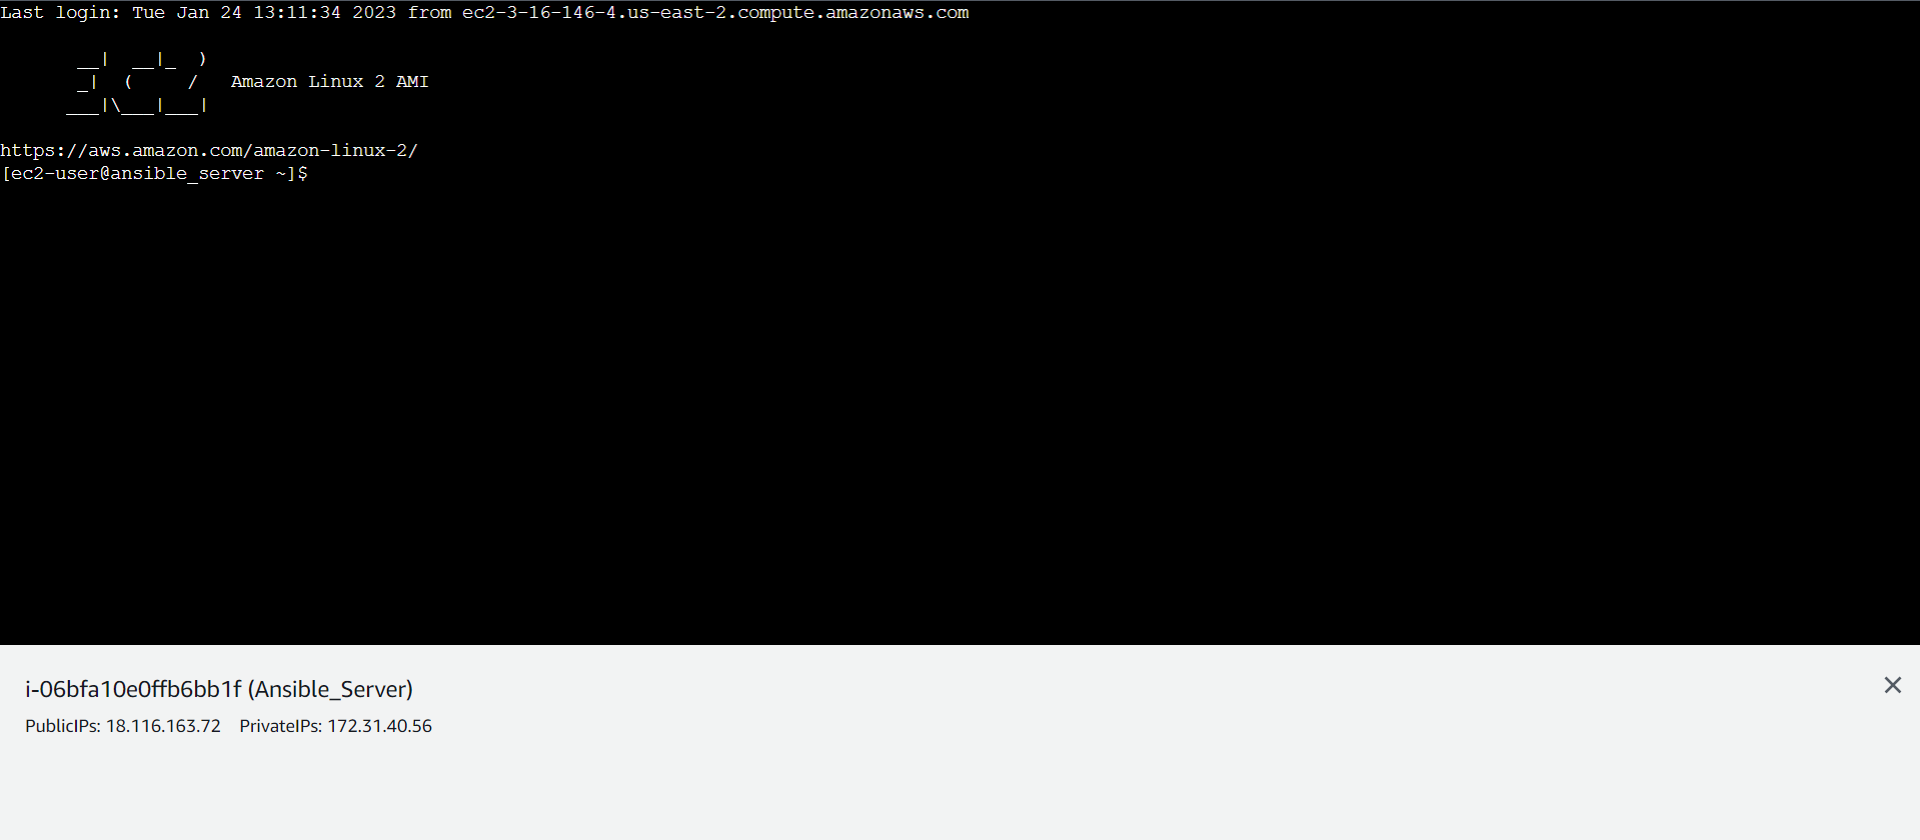 Last login: Tue Jan 24 13:11:34 2023 from ec2-3-16-146-4.us-east-2.compute.amazonaws.com
       __|  __|_  )
       _|  (     /   Amazon Linux 2 AMI
      ___|\___|___|
https://aws.amazon.com/amazon-linux-2/
[ec2-user@ansible_server ~]$
i-06bfa10e0ffb6bb1f (Ansible_Server)
PublicIPs: 18.116.163.72 PrivateIPs: 172.31.40.56